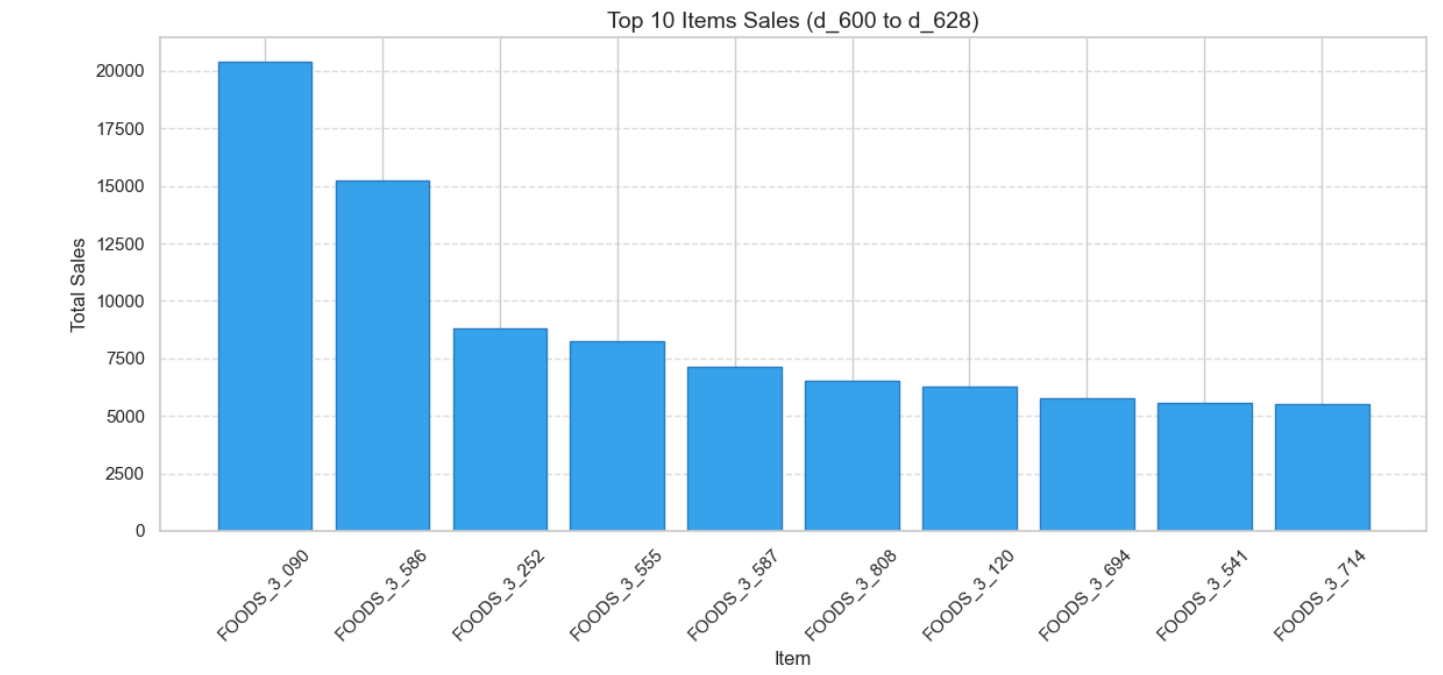 Top 10 Items Sales (d_600 to d_628)
Total Sales
20000
17500
15000
12500
10000
7500
5000
2500
0
FOODS_3_090
FOODS_3_586
FOODS_3_252
FOODS_3_555
FOODS_3_587
FOODS_3_808
FOODS_3_120
FOODS_3_694
FOODS_3_541
FOODS_3_714
Item